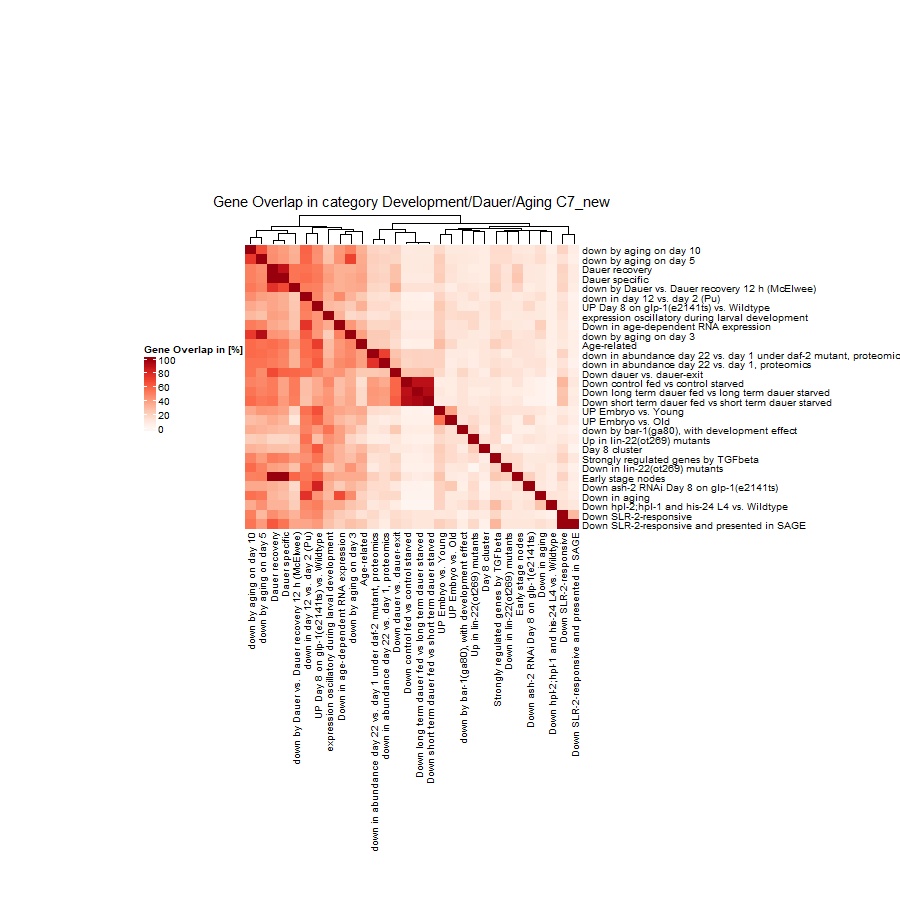 Gene Overlap in category Development/Dauer/Aging C7_new
down by aging on day 10
down by aging on day 5
Dauer recovery
Dauer specific
down by Dauer vs. Dauer recovery 12 h (McElwee)
down in day 12 vs. day 2 (Pu)
UP Day 8 on glp-1(e2141ts) vs. Wildtype
expression oscillatory during larval development
Down in age-dependent RNA expression
down by aging on day 3
Age-related
down in abundance day 22 vs. day 1 under daf-2 mutant, proteomic
down in abundance day 22 vs. day 1, proteomics
Down dauer vs. dauer-exit
Down control fed vs control starved
Down long term dauer fed vs long term dauer starved
Down short term dauer fed vs short term dauer starved
UP Embryo vs. Young
UP Embryo vs. Old
down by bar-1(ga80), with development effect
Up in lin-22(ot269) mutants
Day 8 cluster
Strongly regulated genes by TGFbeta
Down in lin-22(ot269) mutants
Early stage nodes
Down ash-2 RNAi Day 8 on glp-1(e2141ts)
Down in aging
Down hpl-2;hpl-1 and his-24 L4 vs. Wildtype
Down SLR-2-responsive
Down SLR-2-responsive and presented in SAGE
Gene Overlap in [%]
100
80
60
40
20
0
down by aging on day 10
down by aging on day 5
Dauer recovery
Dauer specific
down by Dauer vs. Dauer recovery 12 h (McElwee)
down in day 12 vs. day 2 (Pu)
UP Day 8 on glp-1(e2141ts) vs. Wildtype
expression oscillatory during larval development
Down in age-dependent RNA expression
down by aging on day 3
Age-related
down in abundance day 22 vs. day 1 under daf-2 mutant, proteomics
down in abundance day 22 vs. day 1, proteomics
Down dauer vs. dauer-exit
Down control fed vs control starved
Down long term dauer fed vs long term dauer starved
Down short term dauer fed vs short term dauer starved
UP Embryo vs. Young
UP Embryo vs. Old
down by bar-1(ga80), with development effect
Up in lin-22(ot269) mutants
Day 8 cluster
Strongly regulated genes by TGFbeta
Down in lin-22(ot269) mutants
Early stage nodes
Down ash-2 RNAi Day 8 on glp-1(e2141ts)
Down in aging
Down hpl-2;hpl-1 and his-24 L4 vs. Wildtype
Down SLR-2-responsive
Down SLR-2-responsive and presented in SAGE